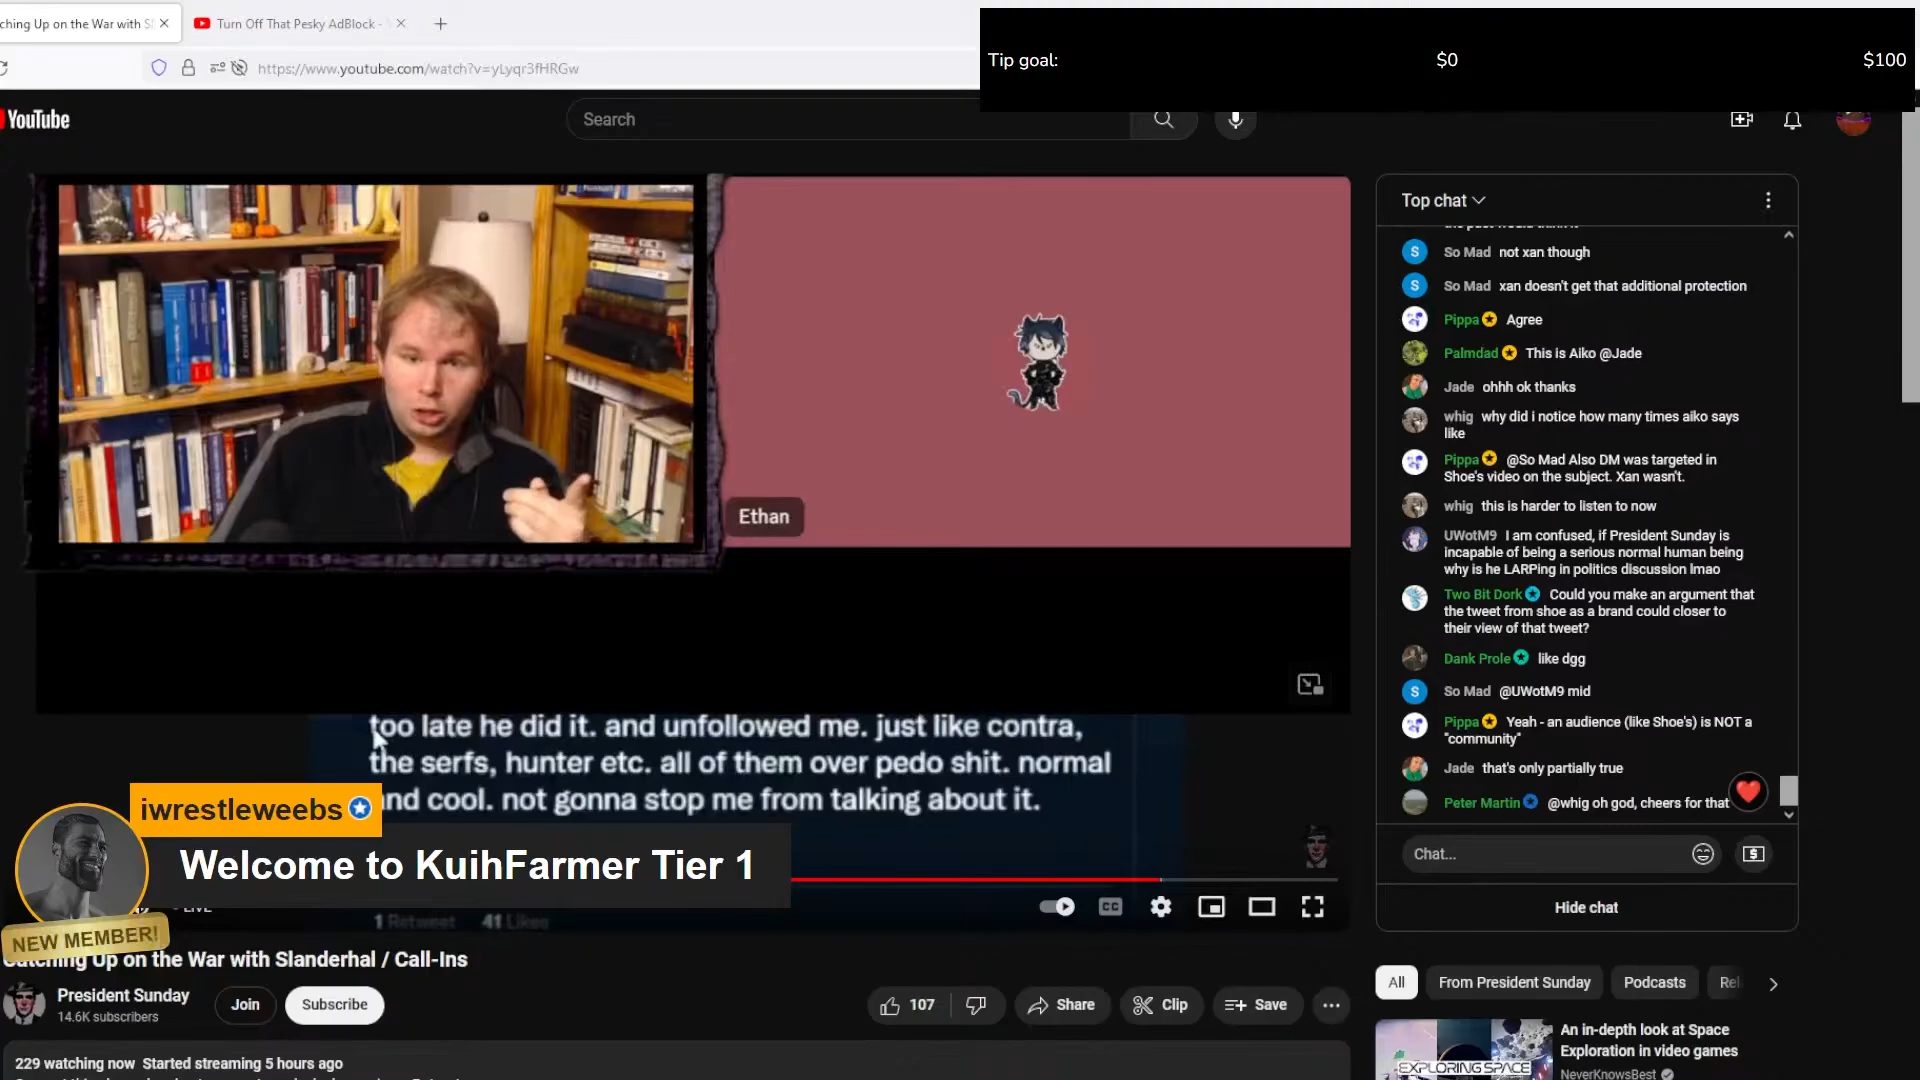 ching Up on the War with S
Turn Off That Pesky AdBlock -
https://www.youtube.com/watch?v=yLyqr3fHRGw
Tip goal:
$0
$100
YouTube
Search
Ethan
too late he did it. and unfollowed me. just like contra,
the serfs, hunter etc. all of them over pedo shit. normal
and cool. not gonna stop me from talking about it.
1 Retweet 41 Likes
iwrestleweebs
Welcome to KuihFarmer Tier 1
NEW MEMBER!
LIVE
CC
Catching Up on the War with Slanderhal / Call-Ins
President Sunday
14.6K subscribers
Join
Subscribe
107
Share
Clip
Save
229 watching now Started streaming 5 hours ago
Top chat
So Mad not xan though
So Mad xan doesn't get that additional protection
Pippa Agree
Palmdad This is Aiko @Jade
Jade ohhh ok thanks
whig why did i notice how many times aiko says
like
Pippa @So Mad Also DM was targeted in
Shoe's video on the subject. Xan wasn't.
whig this is harder to listen to now
UWotM9 I am confused, if President Sunday is
incapable of being a serious normal human being
why is he LARPing in politics discussion lmao
Two Bit Dork Could you make an argument that
the tweet from shoe as a brand could closer to
their view of that tweet?
Dank Prole like dgg
So Mad @UWotM9 mid
Pippa Yeah - an audience (like Shoe's) is NOT a
"community"
Jade that's only partially true
Peter Martin @whig oh god, cheers for that
Chat...
Hide chat
All
From President Sunday
Podcasts
Rel
An in-depth look at Space
Exploration in video games
NeverKnowsBest
EXPLORING SPACE